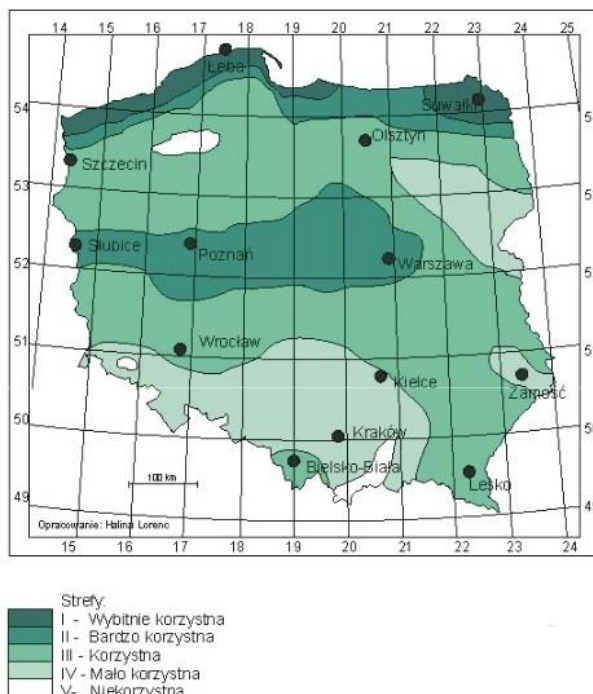 14 15 16 17 18 19 20 21 22 23 24 25
54
53
52
51
50
49
Łeba
Suwałki
Olsztyn
Szczecin
Słubice
Poznań
Warszawa
Wrocław
Kielce
Zamość
Kraków
Bielsko-Biała
Lesko
100 km
Opracowanie: Halina Lorenc
15 16 17 18 19 20 21 22 23 24
Strefy:
I - Wybitnie korzystna
II - Bardzo korzystna
III - Korzystna
IV - Mało korzystna
V - Niekorzystna